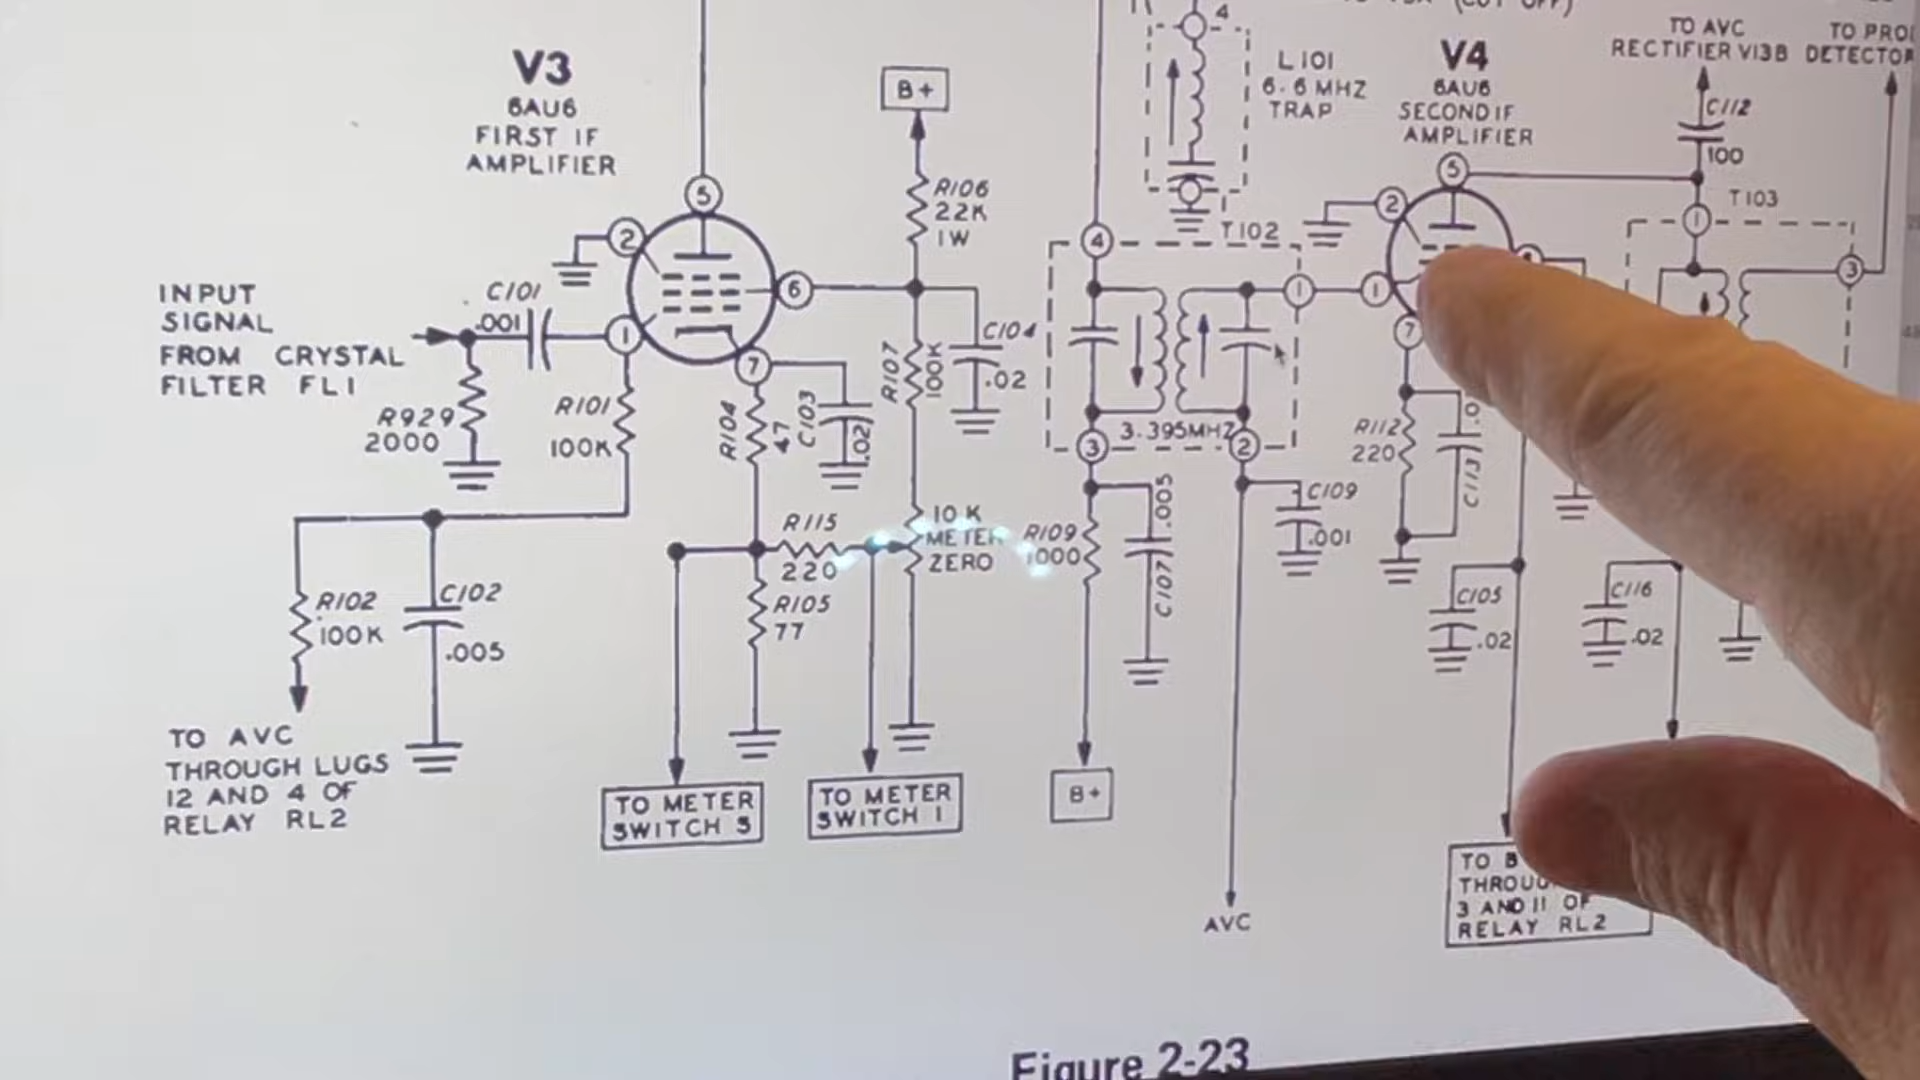 V3
6AU6
FIRST IF
AMPLIFIER
5
2
1
6
7
INPUT
SIGNAL
FROM CRYSTAL
FILTER FL1
C101
.001
R929
2000
R101
100K
R102
100K
C102
.005
TO AVC
THROUGH LUGS
12 AND 4 OF
RELAY RL2
R104
47
C103
.02
R115
220
R105
77
TO METER
SWITCH 5
B+
R106
22K
1W
R107
100K
C104
.02
10 K
METER
ZERO
TO METER
SWITCH 1
4
L101
6.6 MHZ
TRAP
T102
4
1
3
3.395MHZ
2
R109
1000
.005
C107
B+
C109
.001
AVC
V4
6AU6
SECOND IF
AMPLIFIER
5
2
1
7
R112
220
C113
C105
.02
C116
.02
TO B
3 AND 11 OF
RELAY RL2
TO AVC
RECTIFIER V13B
DETECTOR
C112
100
T103
1
3
Figure 2-23